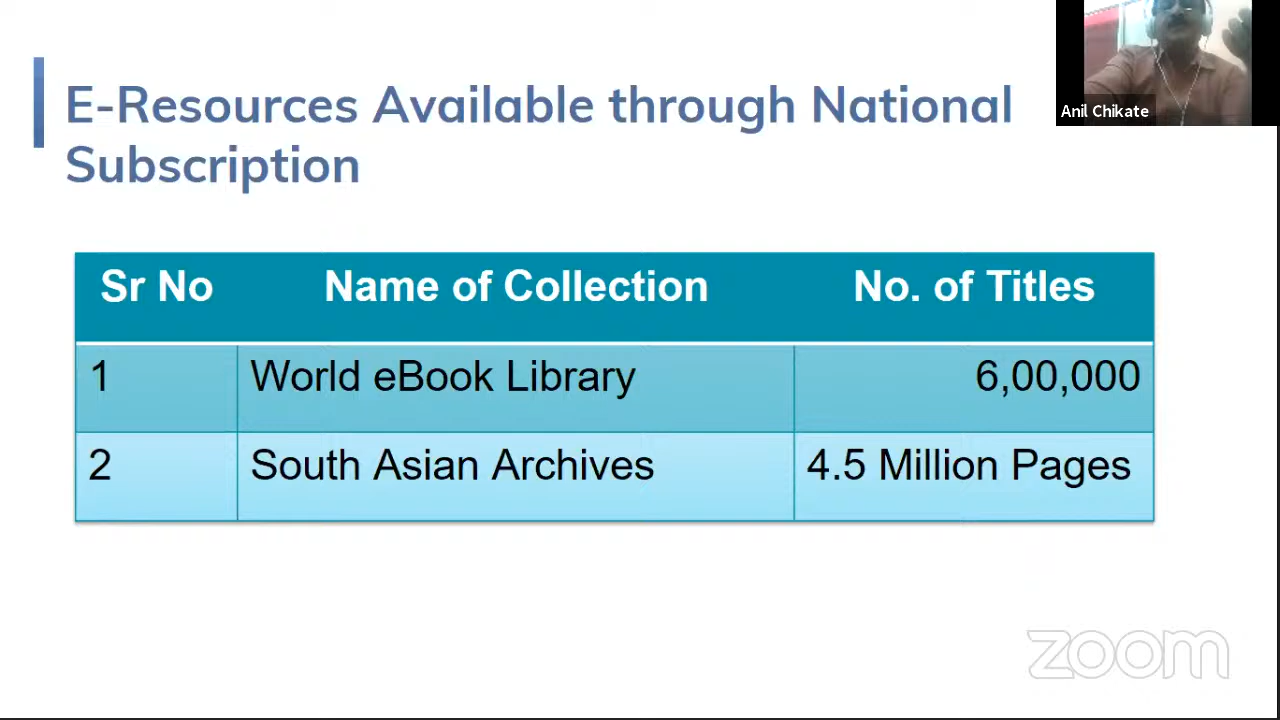 E-Resources Available through National
Subscription
Anil Chikate
Sr No Name of Collection No. of Titles
1 World eBook Library 6,00,000
2 South Asian Archives 4.5 Million Pages
zoom